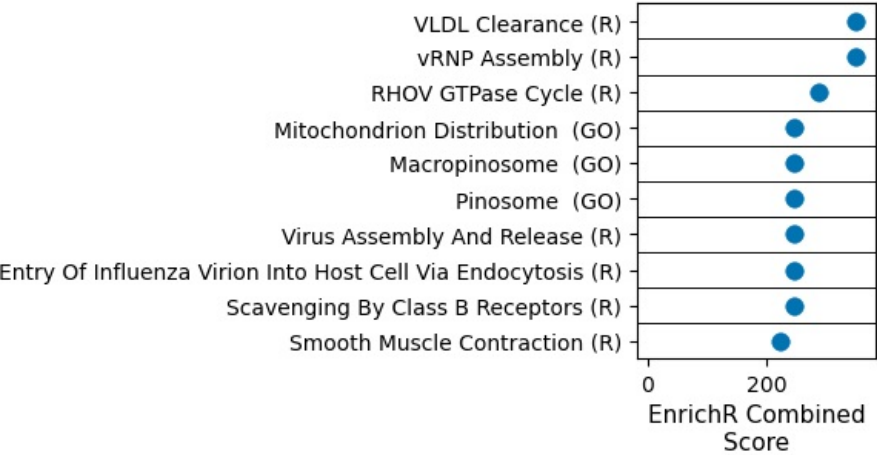 VLDL Clearance (R)
vRNP Assembly (R)
RHOV GTPase Cycle (R)
Mitochondrion Distribution  (GO)
Macropinosome  (GO)
Pinosome  (GO)
Virus Assembly And Release (R)
Entry Of Influenza Virion Into Host Cell Via Endocytosis (R)
Scavenging By Class B Receptors (R)
Smooth Muscle Contraction (R)
0 200
EnrichR Combined
Score